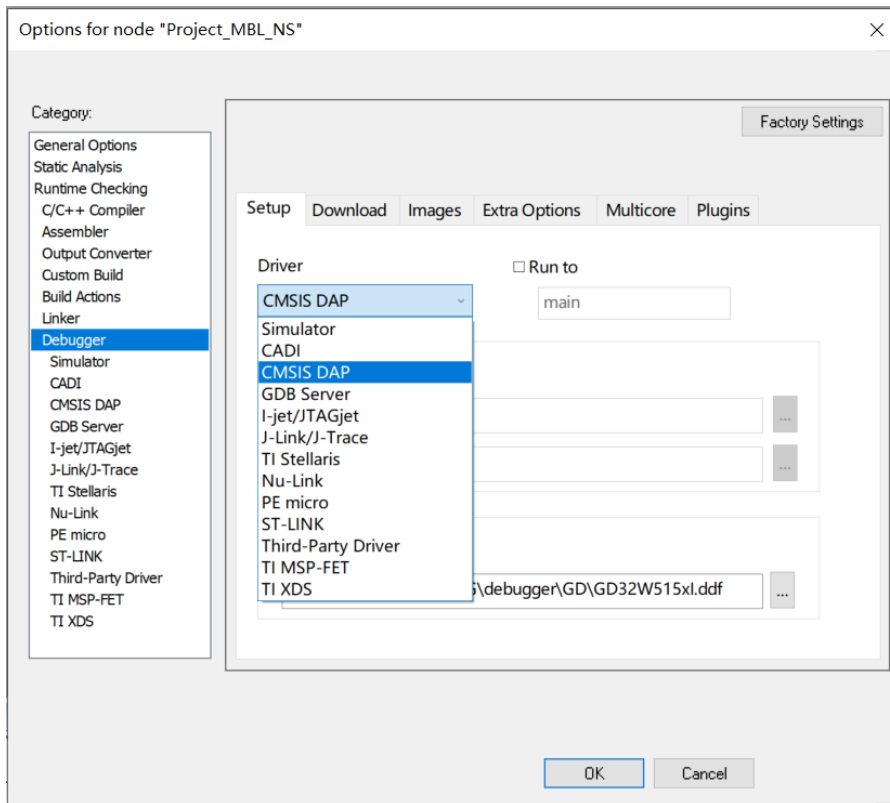 Options for node "Project_MBL_NS"
Category:
General Options
Static Analysis
Runtime Checking
C/C++ Compiler
Assembler
Output Converter
Custom Build
Build Actions
Linker
Debugger
Simulator
CADI
CMSIS DAP
GDB Server
I-jet/JTAGjet
J-Link/J-Trace
TI Stellaris
Nu-Link
PE micro
ST-LINK
Third-Party Driver
TI MSP-FET
TI XDS
Factory Settings
Setup Download Images Extra Options Multicore Plugins
Driver
Run to
CMSIS DAP
main
Simulator
CADI
CMSIS DAP
GDB Server
I-jet/JTAGjet
J-Link/J-Trace
TI Stellaris
Nu-Link
PE micro
ST-LINK
Third-Party Driver
TI MSP-FET
TI XDS
...
...
\debugger\GD\GD32W515xl.ddf
...
OK
Cancel